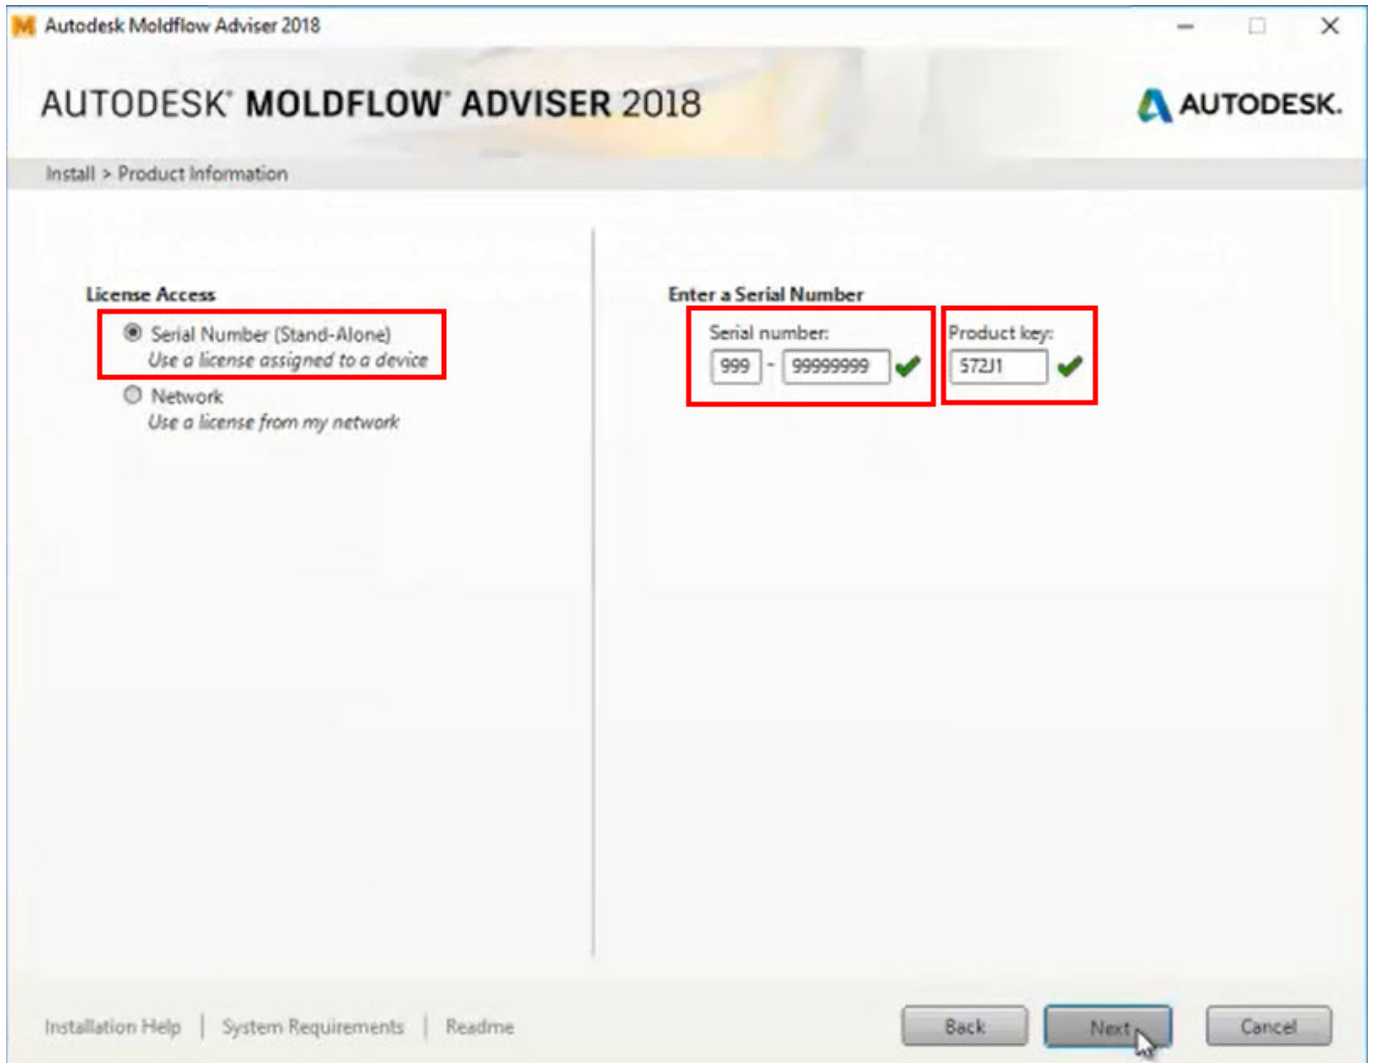 Autodesk Moldflow Adviser 2018
AUTODESK® MOLDFLOW® ADVISER 2018
AUTODESK.
Install > Product Information
License Access
Serial Number (Stand-Alone)
Use a license assigned to a device
Network
Use a license from my network
Enter a Serial Number
Serial number:
999 - 99999999
Product key:
572J1
Installation Help | System Requirements | Readme
Back
Next
Cancel